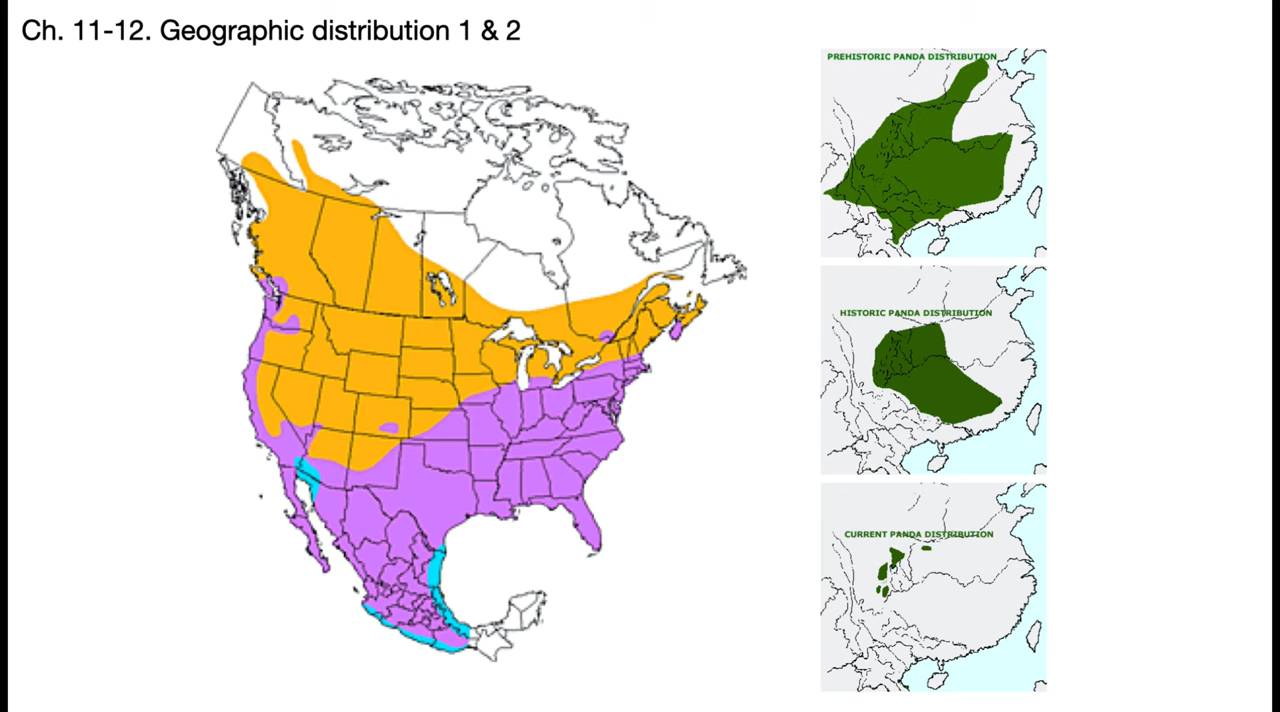 Ch. 11-12. Geographic distribution 1 & 2
PREHISTORIC PANDA DISTRIBUTION
HISTORIC PANDA DISTRIBUTION
CURRENT PANDA DISTRIBUTION